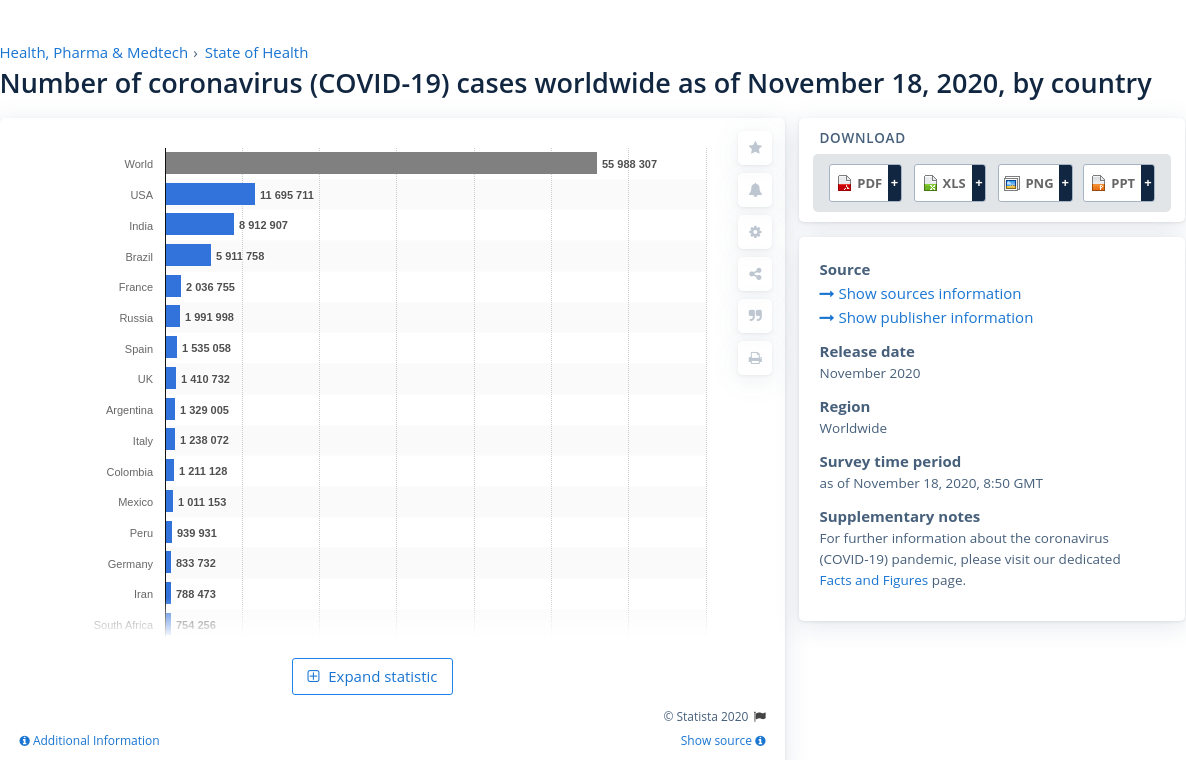 Health, Pharma & Medtech › State of Health
Number of coronavirus (COVID-19) cases worldwide as of November 18, 2020, by country
World 55 988 307
USA 11 695 711
India 8 912 907
Brazil 5 911 758
France 2 036 755
Russia 1 991 998
Spain 1 535 058
UK 1 410 732
Argentina 1 329 005
Italy 1 238 072
Colombia 1 211 128
Mexico 1 011 153
Peru 939 931
Germany 833 732
Iran 788 473
South Africa 754 256
Expand statistic
© Statista 2020
Additional Information
Show source
DOWNLOAD
PDF + XLS + PNG + PPT +
Source
Show sources information
Show publisher information
Release date
November 2020
Region
Worldwide
Survey time period
as of November 18, 2020, 8:50 GMT
Supplementary notes
For further information about the coronavirus
(COVID-19) pandemic, please visit our dedicated
Facts and Figures page.